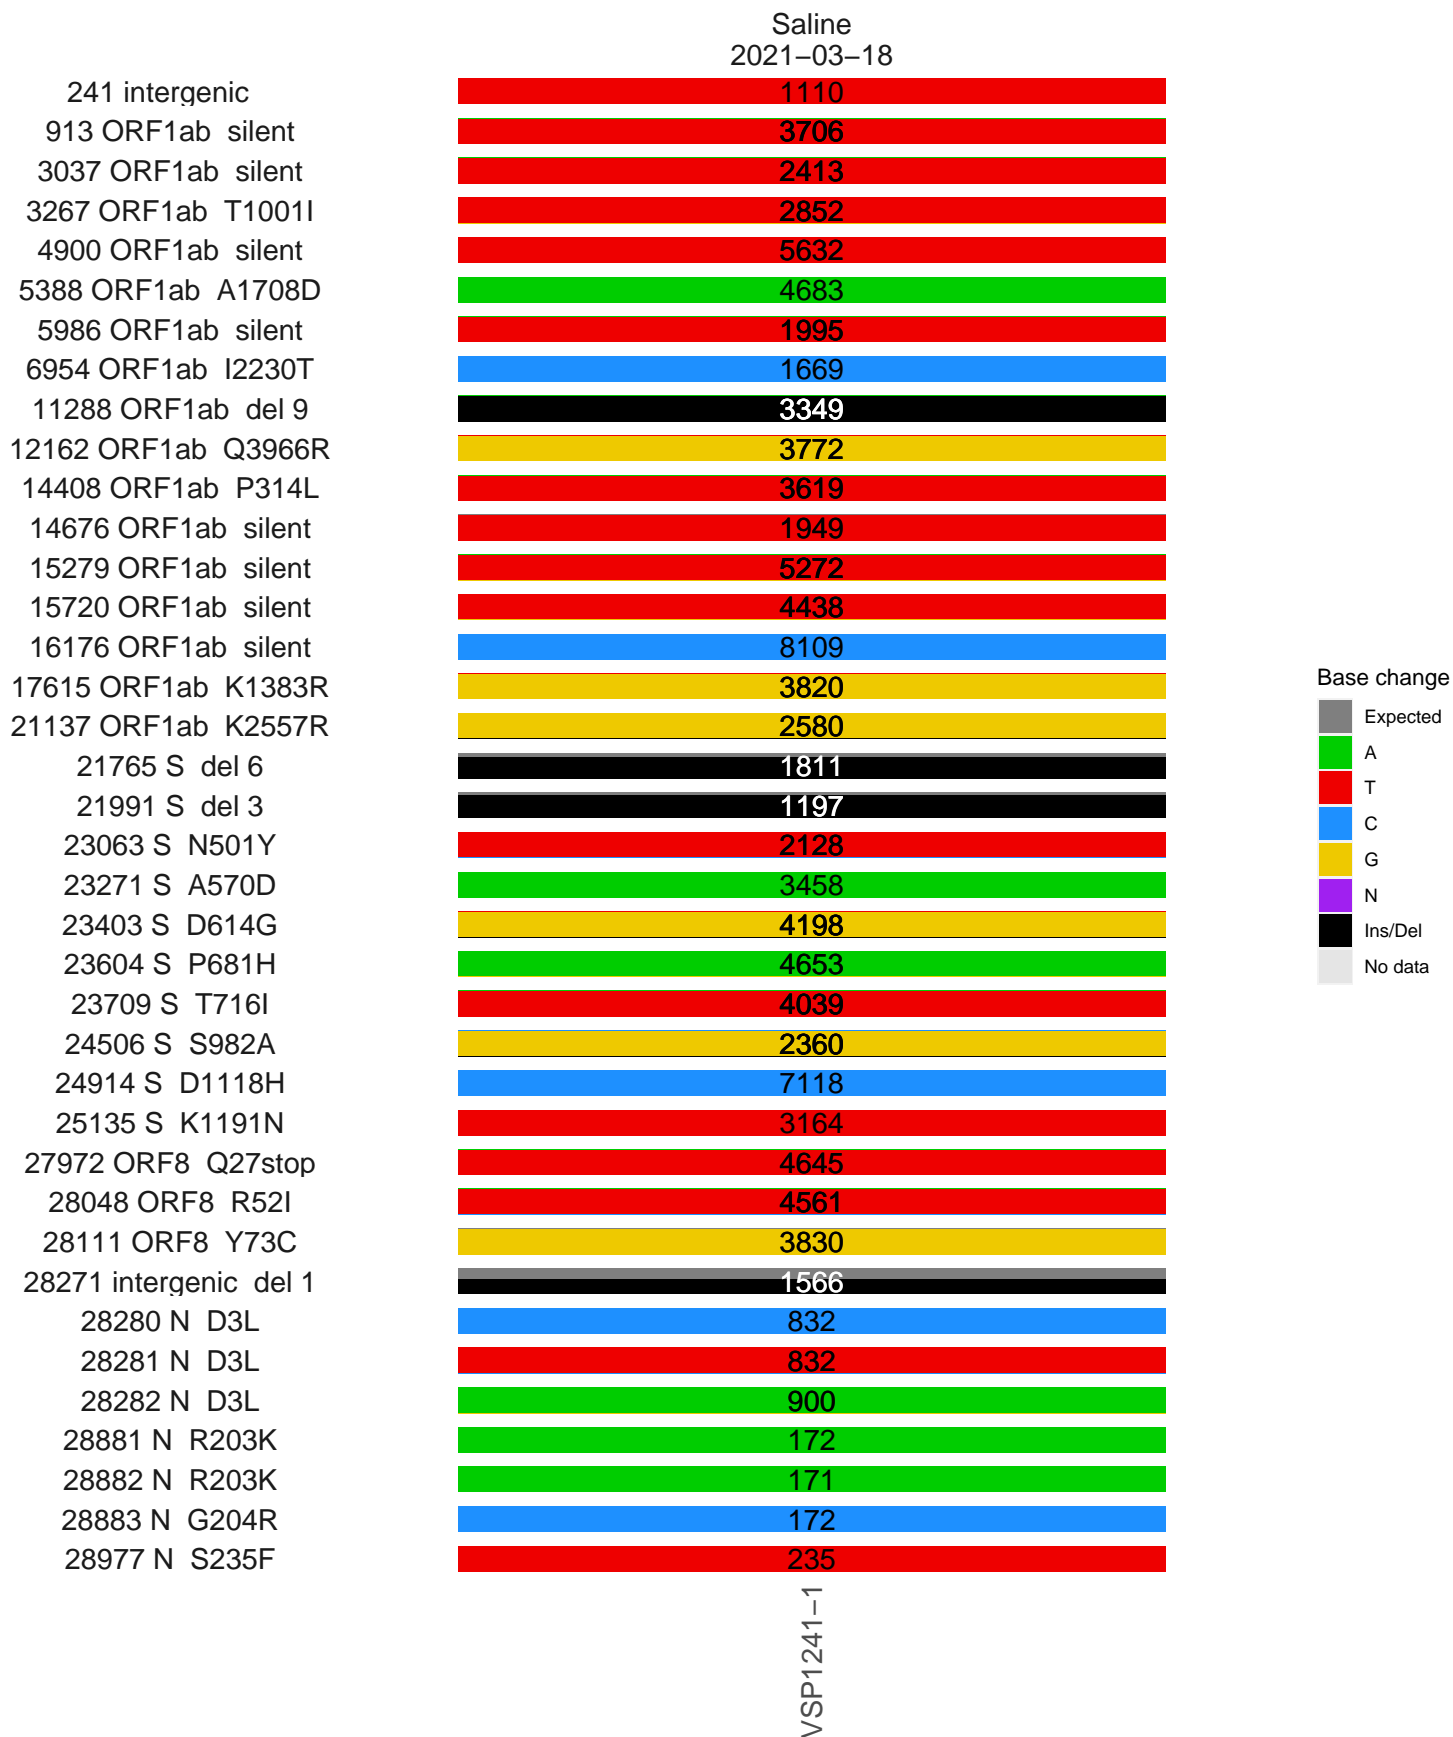 Saline
2021−03−18
241 intergenic 1110
913 ORF1ab silent 3706
3037 ORF1ab silent 2413
3267 ORF1ab T1001I 2852
4900 ORF1ab silent 5632
5388 ORF1ab A1708D 4683
5986 ORF1ab silent 1995
6954 ORF1ab I2230T 1669
11288 ORF1ab del 9 3349
12162 ORF1ab Q3966R 3772
14408 ORF1ab P314L 3619
14676 ORF1ab silent 1949
15279 ORF1ab silent 5272
15720 ORF1ab silent 4438
16176 ORF1ab silent 8109
17615 ORF1ab K1383R 3820
21137 ORF1ab K2557R 2580
21765 S del 6 1811
21991 S del 3 1197
23063 S N501Y 2128
23271 S A570D 3458
23403 S D614G 4198
23604 S P681H 4653
23709 S T716I 4039
24506 S S982A 2360
24914 S D1118H 7118
25135 S K1191N 3164
27972 ORF8 Q27stop 4645
28048 ORF8 R52I 4561
28111 ORF8 Y73C 3830
28271 intergenic del 1 1566
28280 N D3L 832
28281 N D3L 832
28282 N D3L 900
28881 N R203K 172
28882 N R203K 171
28883 N G204R 172
28977 N S235F 235
VSP1241−1
Base change
Expected
A
T
C
G
N
Ins/Del
No data